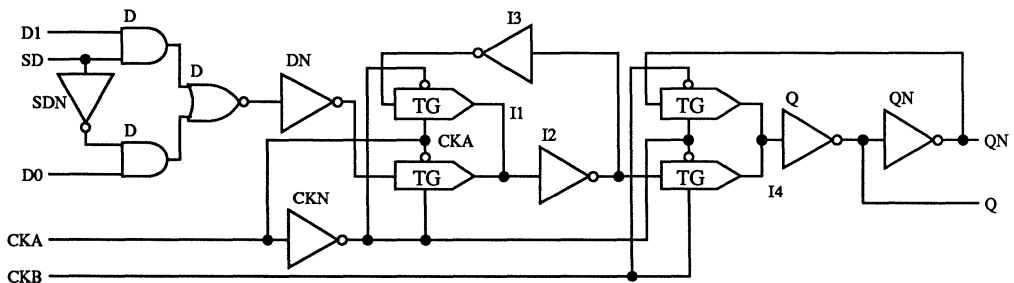 D
D1
SD
SDN
D
DN
I3
TG
I1
CKA
TG
I2
TG
TG
I4
Q
QN
QN
Q
D
D0
CKN
CKA
CKB